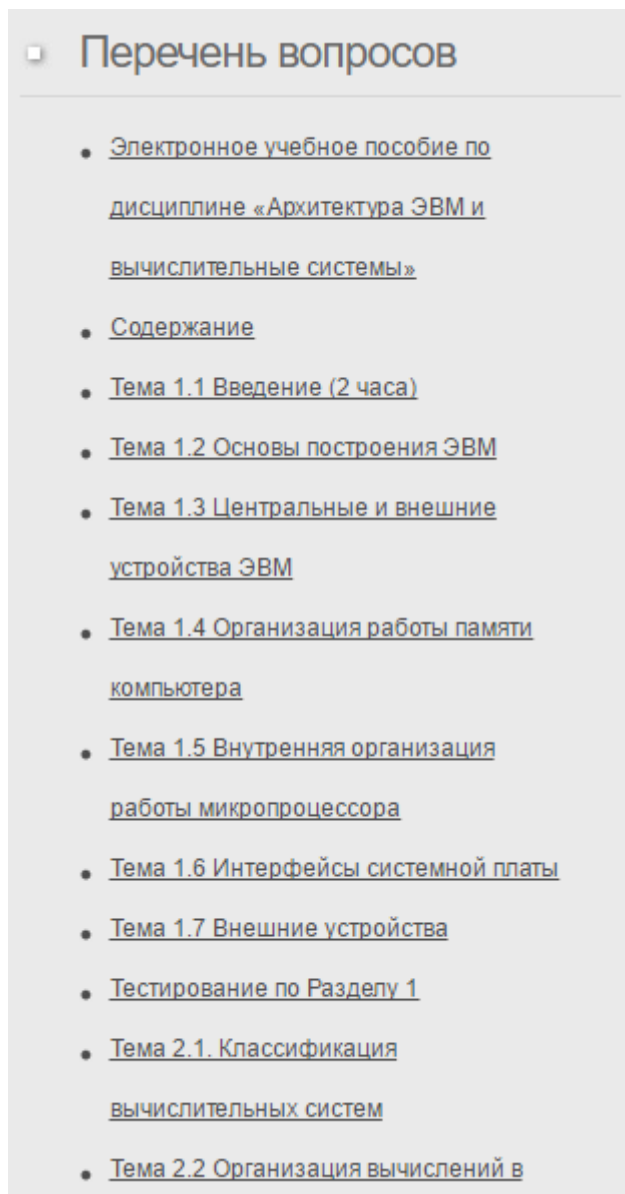 Перечень вопросов
Электронное учебное пособие по
дисциплине «Архитектура ЭВМ и
вычислительные системы»
Содержание
Тема 1.1 Введение (2 часа)
Тема 1.2 Основы построения ЭВМ
Тема 1.3 Центральные и внешние
устройства ЭВМ
Тема 1.4 Организация работы памяти
компьютера
Тема 1.5 Внутренняя организация
работы микропроцессора
Тема 1.6 Интерфейсы системной платы
Тема 1.7 Внешние устройства
Тестирование по Разделу 1
Тема 2.1. Классификация
вычислительных систем
Тема 2.2 Организация вычислений в